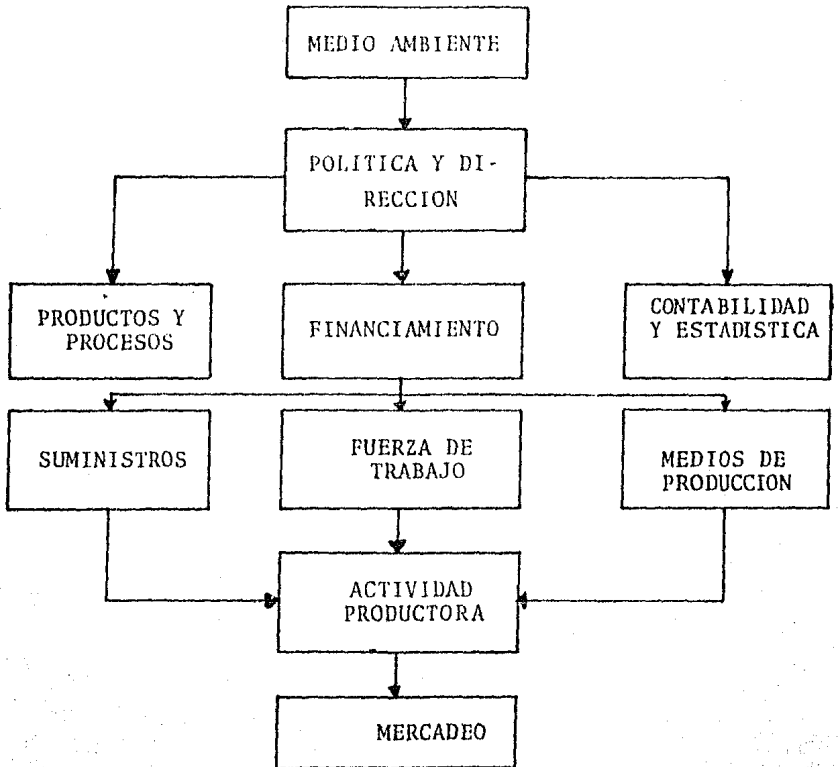 MEDIO AMBIENTE
POLITICA Y DI-
RECCION
PRODUCTOS Y
PROCESOS
FINANCIAMIENTO
CONTABILIDAD
Y ESTADISTICA
SUMINISTROS
FUERZA DE
TRABAJO
MEDIOS DE
PRODUCCION
ACTIVIDAD
PRODUCTORA
MERCADEO